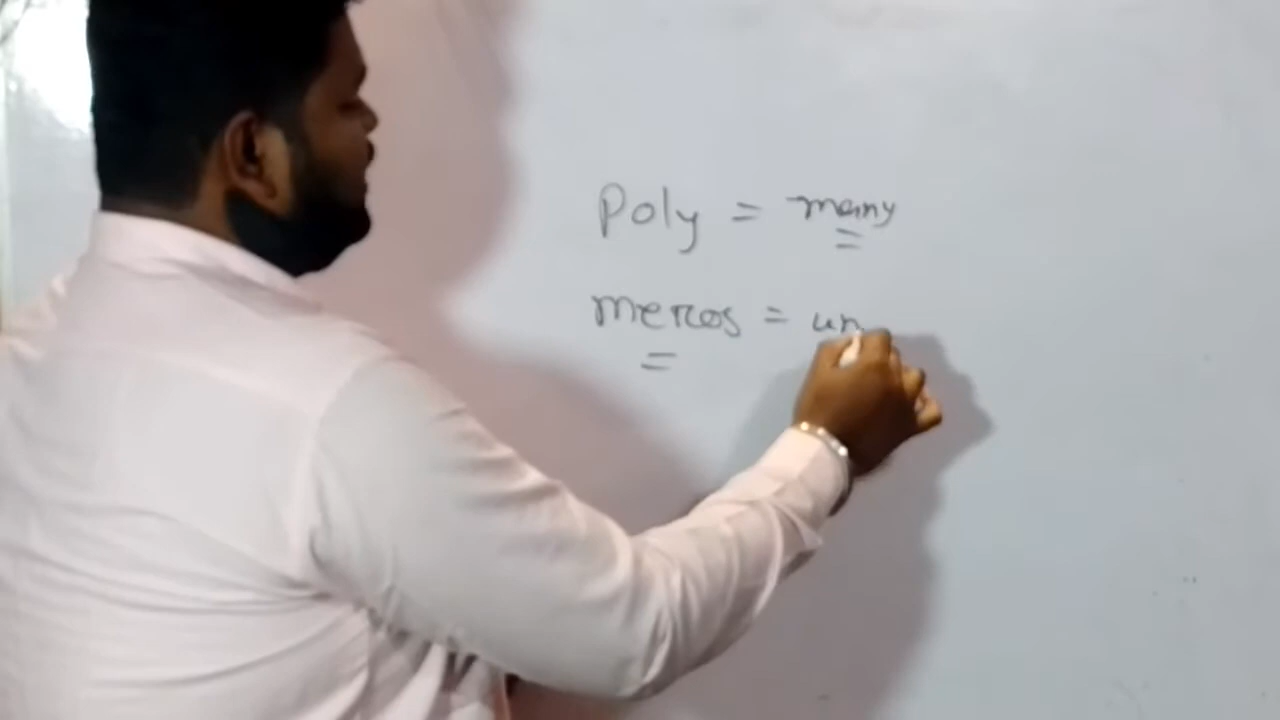 Poly = many
meros = un